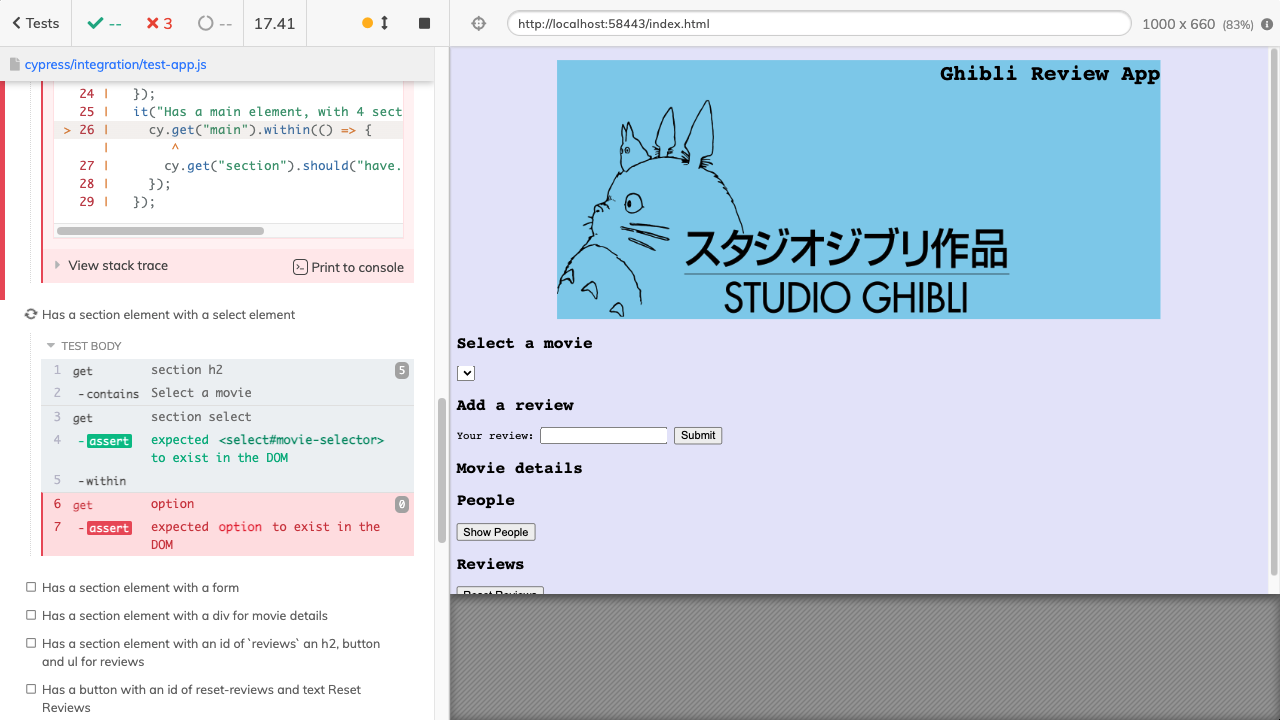 Tests
--
3
--
17.41
http://localhost:58443/index.html
1000 x 660 (83%)
cypress/integration/test-app.js
24 | });
25 | it("Has a main element, with 4 sect
> 26 | cy.get("main").within(() => {
| ^
27 | cy.get("section").should("have.
28 | });
29 | });
View stack trace
Print to console
Has a section element with a select element
TEST BODY
1 get section h2 5
2 -contains Select a movie
3 get section select
4 -assert expected <select#movie-selector>
to exist in the DOM
5 -within
6 get option 0
7 -assert expected option to exist in the
DOM
Has a section element with a form
Has a section element with a div for movie details
Has a section element with an id of `reviews` an h2, button
and ul for reviews
Has a button with an id of reset-reviews and text Reset
Reviews
Ghibli Review App
スタジオジブリ作品
STUDIO GHIBLI
Select a movie
Add a review
Your review:
Submit
Movie details
People
Show People
Reviews
Reset Reviews